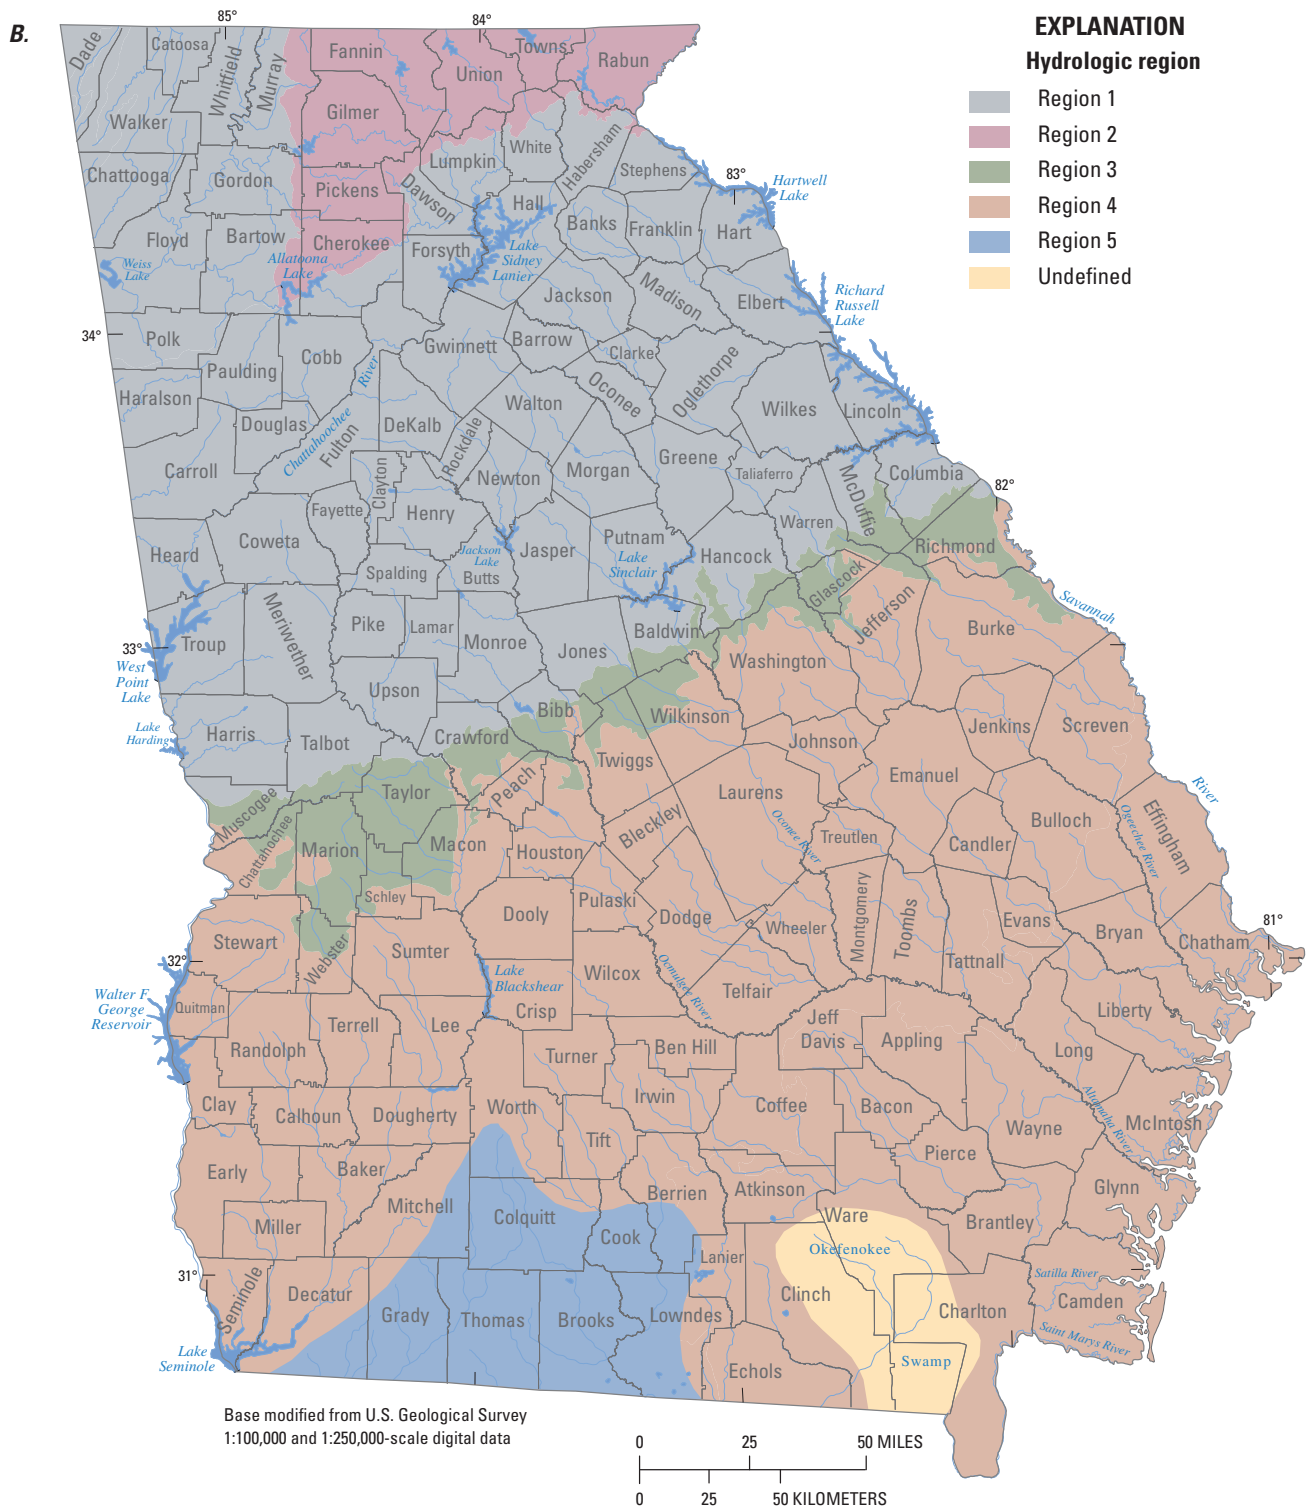 B.
85°
84°
EXPLANATION
Hydrologic region
Region 1
Region 2
Region 3
Region 4
Region 5
Undefined
Dade
Catoosa
Whitfield
Murray
Fannin
Union
Towns
Rabun
Walker
Gilmer
Chattooga
Gordon
Pickens
Lumpkin
White
Habersham
Stephens
Dawson
Hall
Banks
Franklin
Hart
83°
Hartwell
Lake
Floyd
Bartow
Cherokee
Forsyth
Weiss
Lake
Allatoona
Lake
Lake
Sidney
Lanier
Jackson
Madison
Elbert
Richard
Russell
Lake
34°
Polk
Paulding
Cobb
River
Gwinnett
Barrow
Clarke
Oconee
Oglethorpe
Haralson
Douglas
Chattahoochee
Fulton
DeKalb
Rockdale
Walton
Wilkes
Lincoln
Carroll
Clayton
Newton
Morgan
Greene
Taliaferro
McDuffie
Columbia
82°
Fayette
Henry
Heard
Coweta
Spalding
Jackson
Lake
Butts
Jasper
Putnam
Lake
Sinclair
Hancock
Warren
Richmond
Glascock
Jefferson
Savannah
33°
Troup
West
Point
Lake
Meriwether
Pike
Lamar
Monroe
Jones
Baldwin
Washington
Burke
Upson
Lake
Harding
Harris
Talbot
Crawford
Bibb
Wilkinson
Twiggs
Johnson
Jenkins
Screven
River
Muscogee
Chattahoochee
Taylor
Peach
Marion
Macon
Houston
Bleckley
Laurens
Oconee River
Treutlen
Emanuel
Candler
Bulloch
Ogeechee River
Effingham
Schley
Dooly
Pulaski
Dodge
Wheeler
Montgomery
Toombs
Evans
Tattnall
Bryan
Chatham
81°
32°
Stewart
Webster
Sumter
Lake
Blackshear
Wilcox
Ocmulgee River
Telfair
Walter F
George
Reservoir
Quitman
Randolph
Terrell
Lee
Crisp
Turner
Ben Hill
Jeff
Davis
Appling
Long
Liberty
Clay
Calhoun
Dougherty
Worth
Irwin
Coffee
Bacon
Wayne
Altamaha River
McIntosh
Tift
Early
Baker
Mitchell
Pierce
Miller
Colquitt
Cook
Berrien
Atkinson
Ware
Brantley
Glynn
31°
Seminole
Decatur
Grady
Thomas
Brooks
Lowndes
Lanier
Clinch
Okefenokee
Charlton
Satilla River
Camden
Saint Marys River
Lake
Seminole
Echols
Swamp
Base modified from U.S. Geological Survey
1:100,000 and 1:250,000-scale digital data
0 25 50 MILES
0 25 50 KILOMETERS